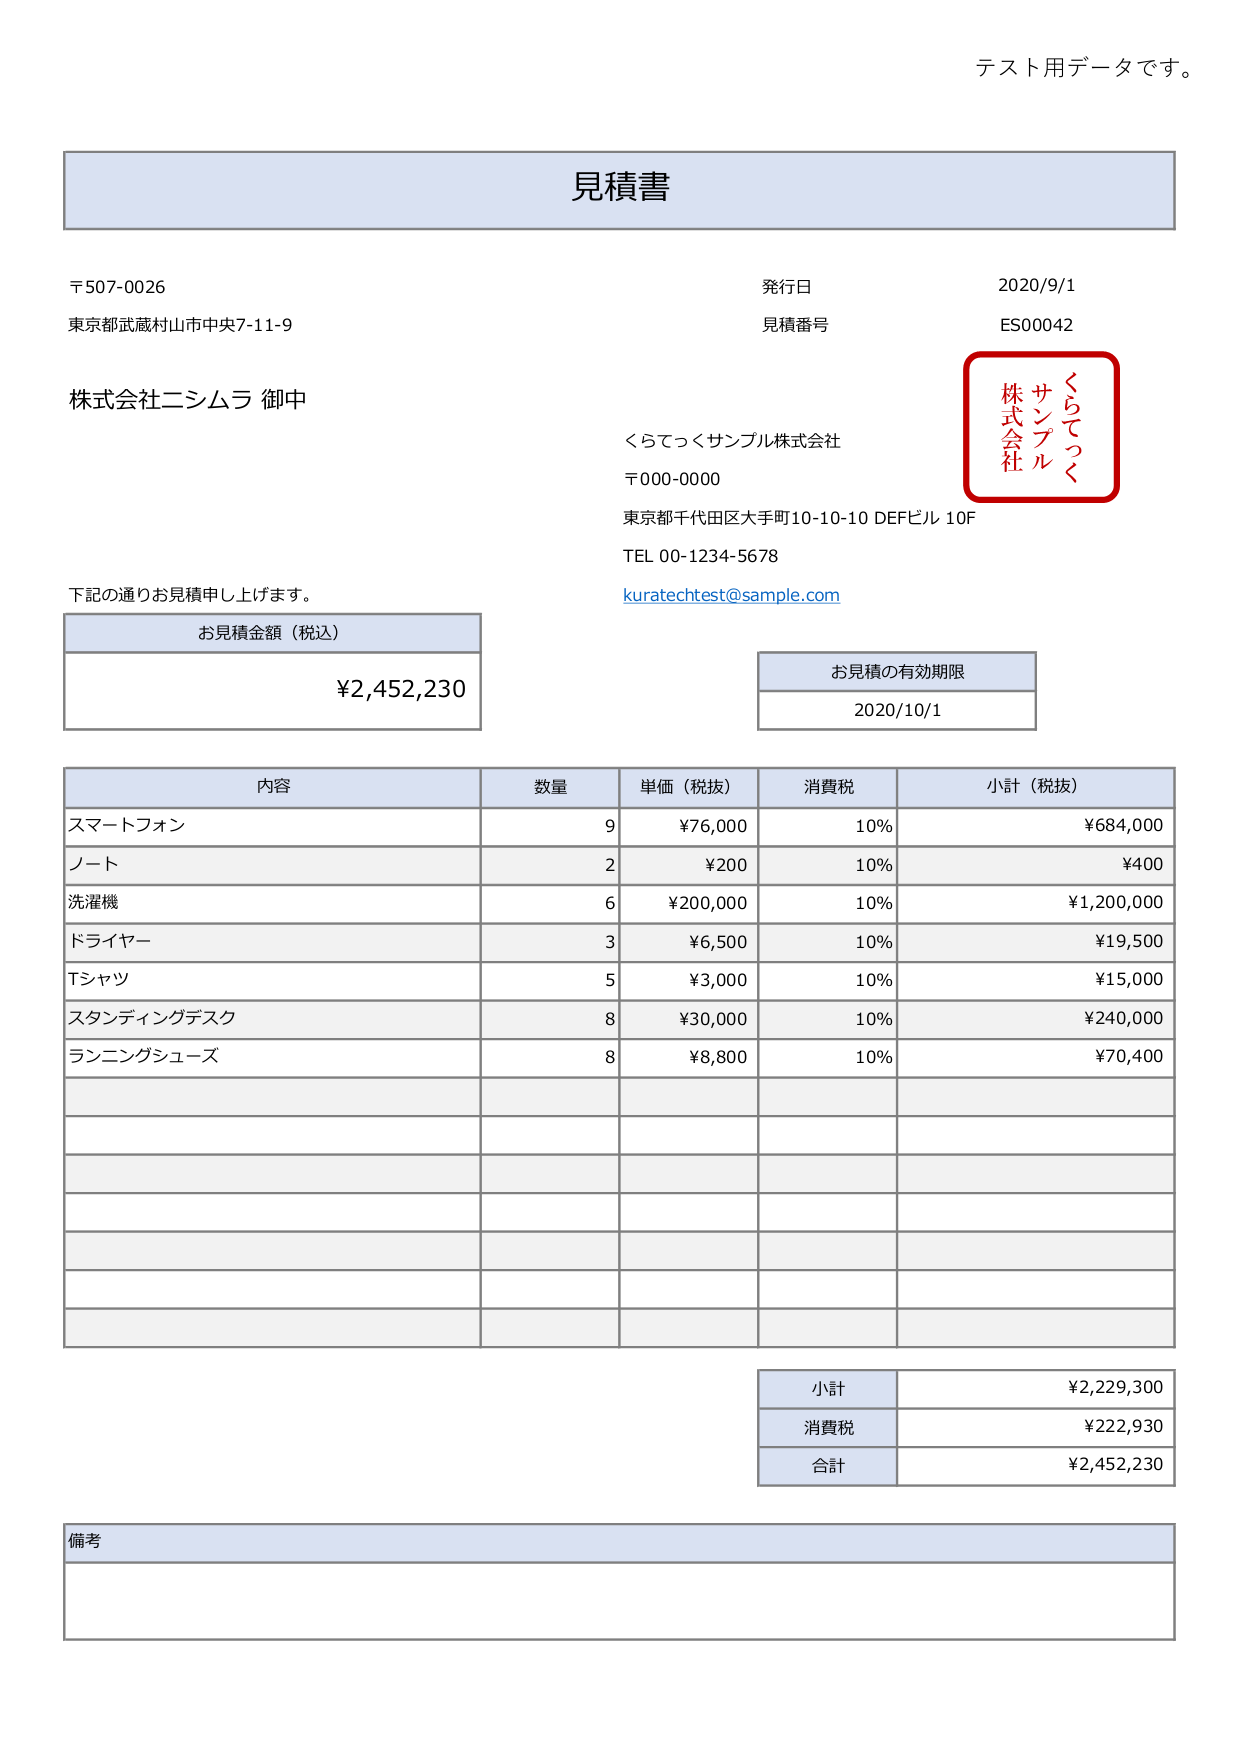 テスト用データです。
見積書
〒507-0026
発行日 2020/9/1
東京都武蔵村山市中央7-11-9
見積番号 ES00042
株式会社ニシムラ 御中
くらてっく
サンプル
株式会社
くらてっくサンプル株式会社
〒000-0000
東京都千代田区大手町10-10-10 DEFビル 10F
TEL 00-1234-5678
下記の通りお見積申し上げます。
kuratechtest@sample.com
お見積金額（税込）
¥2,452,230
お見積の有効期限
2020/10/1
内容 数量 単価（税抜） 消費税 小計（税抜）
スマートフォン 9 ¥76,000 10% ¥684,000
ノート 2 ¥200 10% ¥400
洗濯機 6 ¥200,000 10% ¥1,200,000
ドライヤー 3 ¥6,500 10% ¥19,500
Tシャツ 5 ¥3,000 10% ¥15,000
スタンディングデスク 8 ¥30,000 10% ¥240,000
ランニングシューズ 8 ¥8,800 10% ¥70,400
小計 ¥2,229,300
消費税 ¥222,930
合計 ¥2,452,230
備考